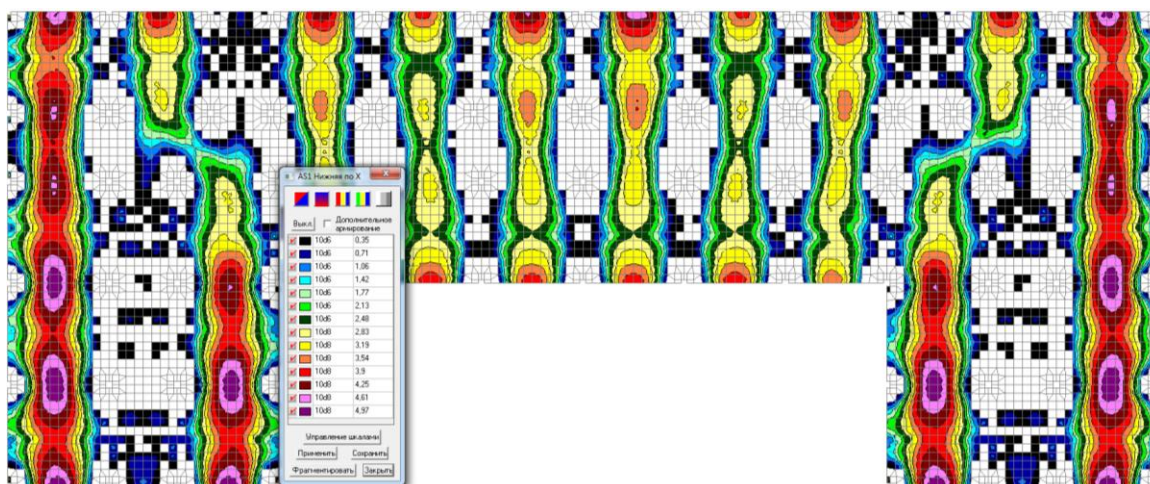 AS1 Нижняя по X
Выкл.
Дополнительное
армирование
10d6 0,35
10d6 0,71
10d6 1,06
10d6 1,42
10d6 1,77
10d6 2,13
10d6 2,48
10d8 2,83
10d8 3,19
10d8 3,54
10d8 3,9
10d8 4,25
10d8 4,61
10d8 4,97
Управление шкалами
Применить Сохранить
Фрагментировать Закрыть